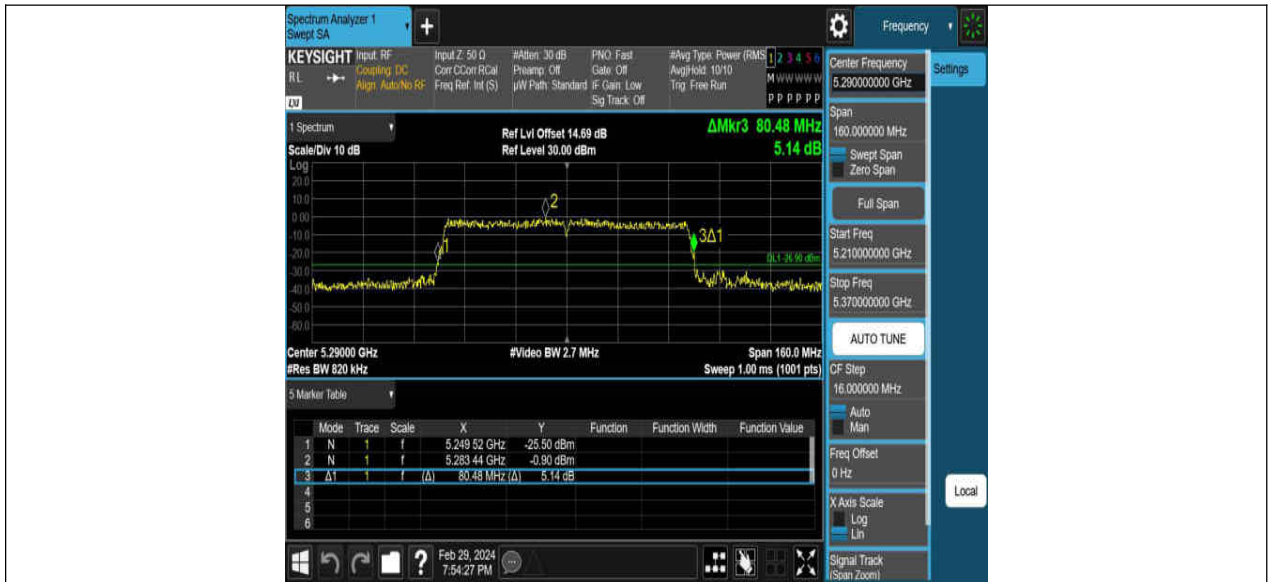 Spectrum Analyzer 1
Swept SA
+
Frequency
KEYSIGHT
RL
Input: RF
Coupling: DC
Align: Auto/No RF
Input Z: 50 Ω
Corr CCorr RCal
Freq Ref: Int (S)
#Atten: 30 dB
Preamp: Off
µW Path: Standard
PNO: Fast
Gate: Off
IF Gain: Low
Sig Track: Off
#Avg Type: Power (RMS
Avg|Hold: 10/10
Trig: Free Run
1 2 3 4 5 6
M W W W W W
P P P P P P
Center Frequency
5.290000000 GHz
Settings
1 Spectrum
Scale/Div 10 dB
Ref Lvl Offset 14.69 dB
Ref Level 30.00 dBm
ΔMkr3 80.48 MHz
5.14 dB
Span
160.000000 MHz
Swept Span
Zero Span
Full Span
Start Freq
5.210000000 GHz
Stop Freq
5.370000000 GHz
AUTO TUNE
CF Step
16.000000 MHz
Auto
Man
Freq Offset
0 Hz
X Axis Scale
Log
Lin
Signal Track
(Span Zoom)
Local
Log
20.0
10.0
0.00
-10.0
-20.0
-30.0
-40.0
-50.0
-60.0
2
1
3Δ1
DL1 -26.90 dBm
Center 5.29000 GHz
#Video BW 2.7 MHz
Span 160.0 MHz
#Res BW 820 kHz
Sweep 1.00 ms (1001 pts)
5 Marker Table
Mode Trace Scale X Y Function Function Width Function Value
1 N 1 f 5.249 52 GHz -25.50 dBm
2 N 1 f 5.283 44 GHz -0.90 dBm
3 Δ1 1 f (Δ) 80.48 MHz (Δ) 5.14 dB
4
5
6
?
Feb 29, 2024
7:54:27 PM